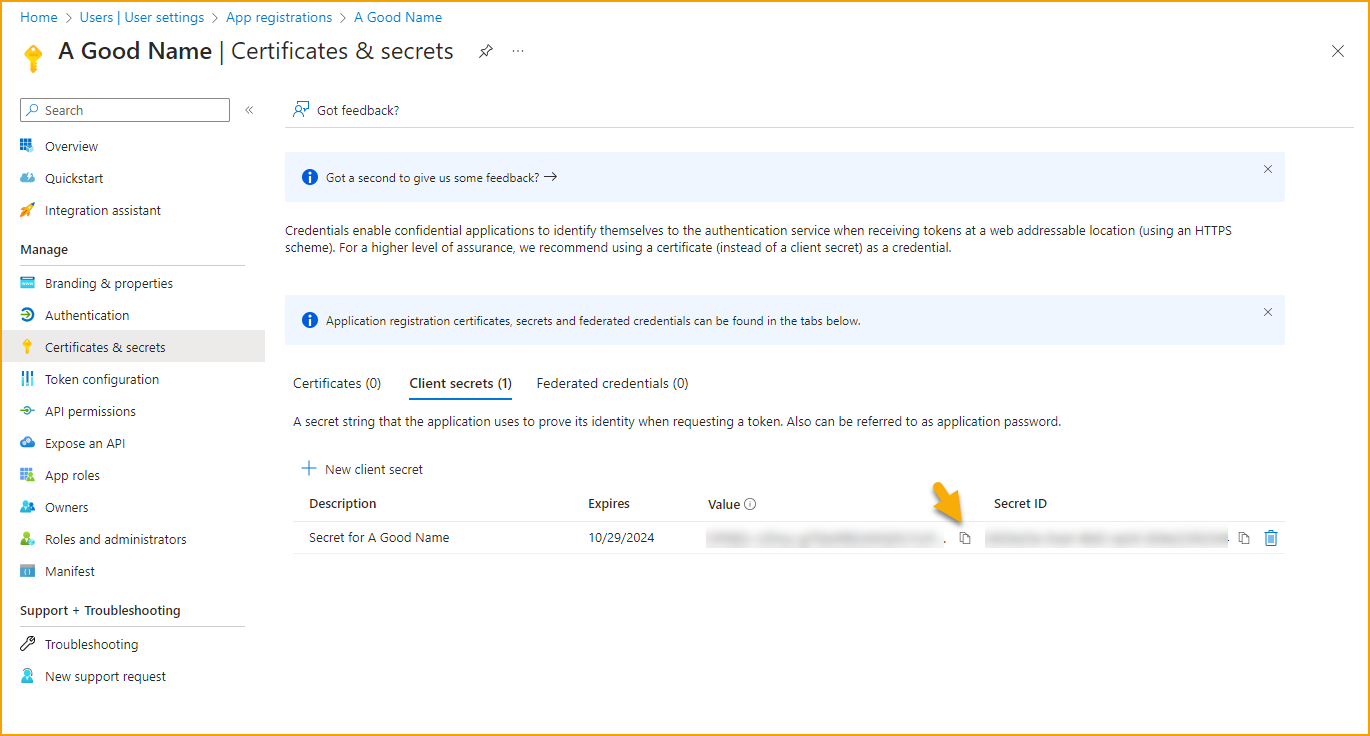 Home > Users | User settings > App registrations > A Good Name
A Good Name | Certificates & secrets
Search
Overview
Quickstart
Integration assistant
Manage
Branding & properties
Authentication
Certificates & secrets
Token configuration
API permissions
Expose an API
App roles
Owners
Roles and administrators
Manifest
Support + Troubleshooting
Troubleshooting
New support request
Got feedback?
Got a second to give us some feedback?
Credentials enable confidential applications to identify themselves to the authentication service when receiving tokens at a web addressable location (using an HTTPS
scheme). For a higher level of assurance, we recommend using a certificate (instead of a client secret) as a credential.
Application registration certificates, secrets and federated credentials can be found in the tabs below.
Certificates (0) Client secrets (1) Federated credentials (0)
A secret string that the application uses to prove its identity when requesting a token. Also can be referred to as application password.
New client secret
Description Expires Value Secret ID
Secret for A Good Name 10/29/2024